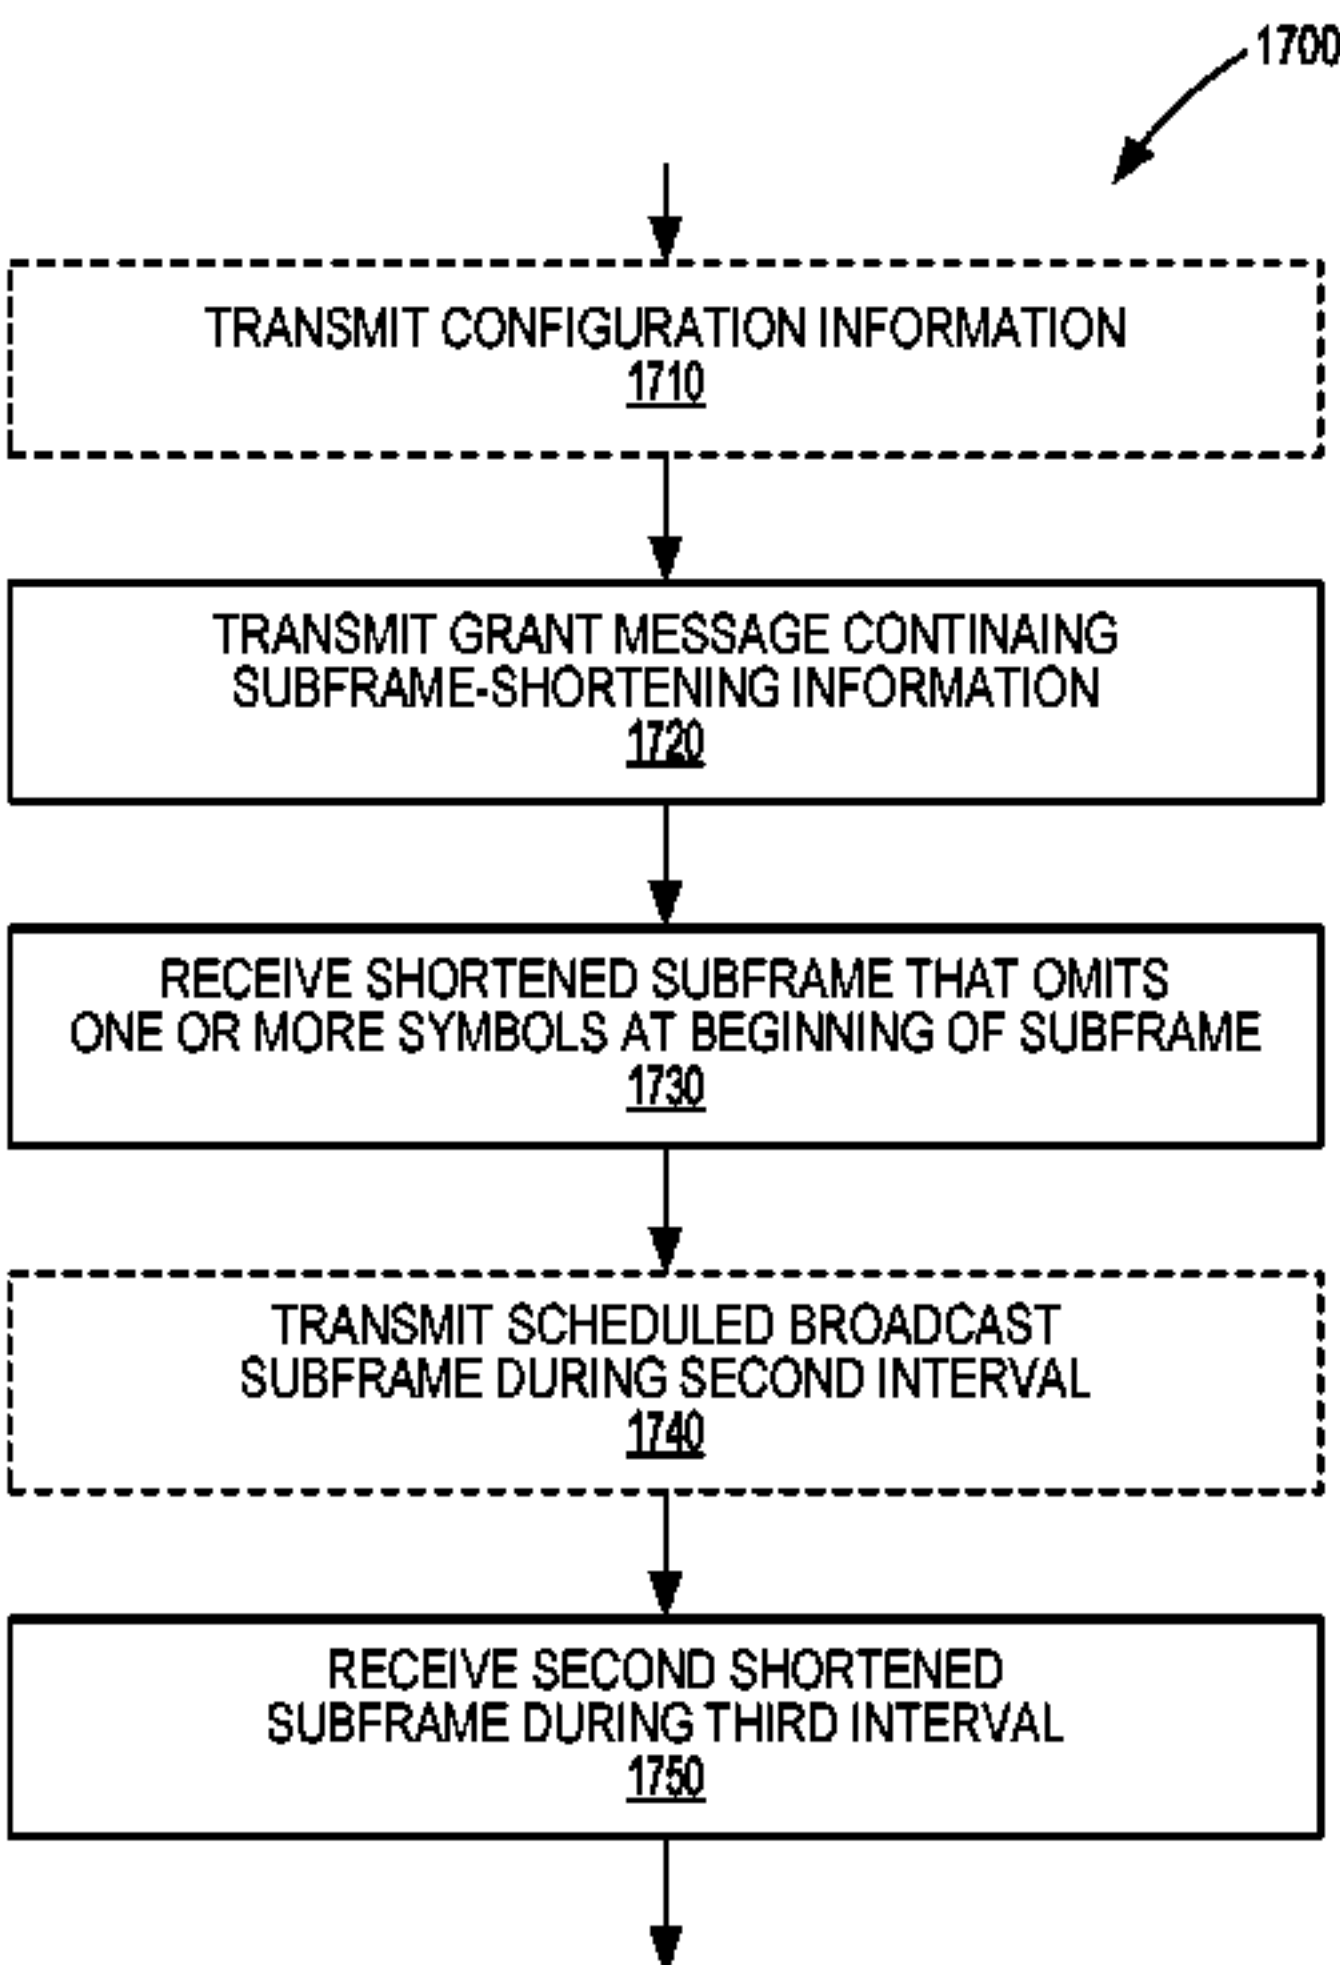 1700
TRANSMIT CONFIGURATION INFORMATION
1710
TRANSMIT GRANT MESSAGE CONTINAING
SUBFRAME-SHORTENING INFORMATION
1720
RECEIVE SHORTENED SUBFRAME THAT OMITS
ONE OR MORE SYMBOLS AT BEGINNING OF SUBFRAME
1730
TRANSMIT SCHEDULED BROADCAST
SUBFRAME DURING SECOND INTERVAL
1740
RECEIVE SECOND SHORTENED
SUBFRAME DURING THIRD INTERVAL
1750